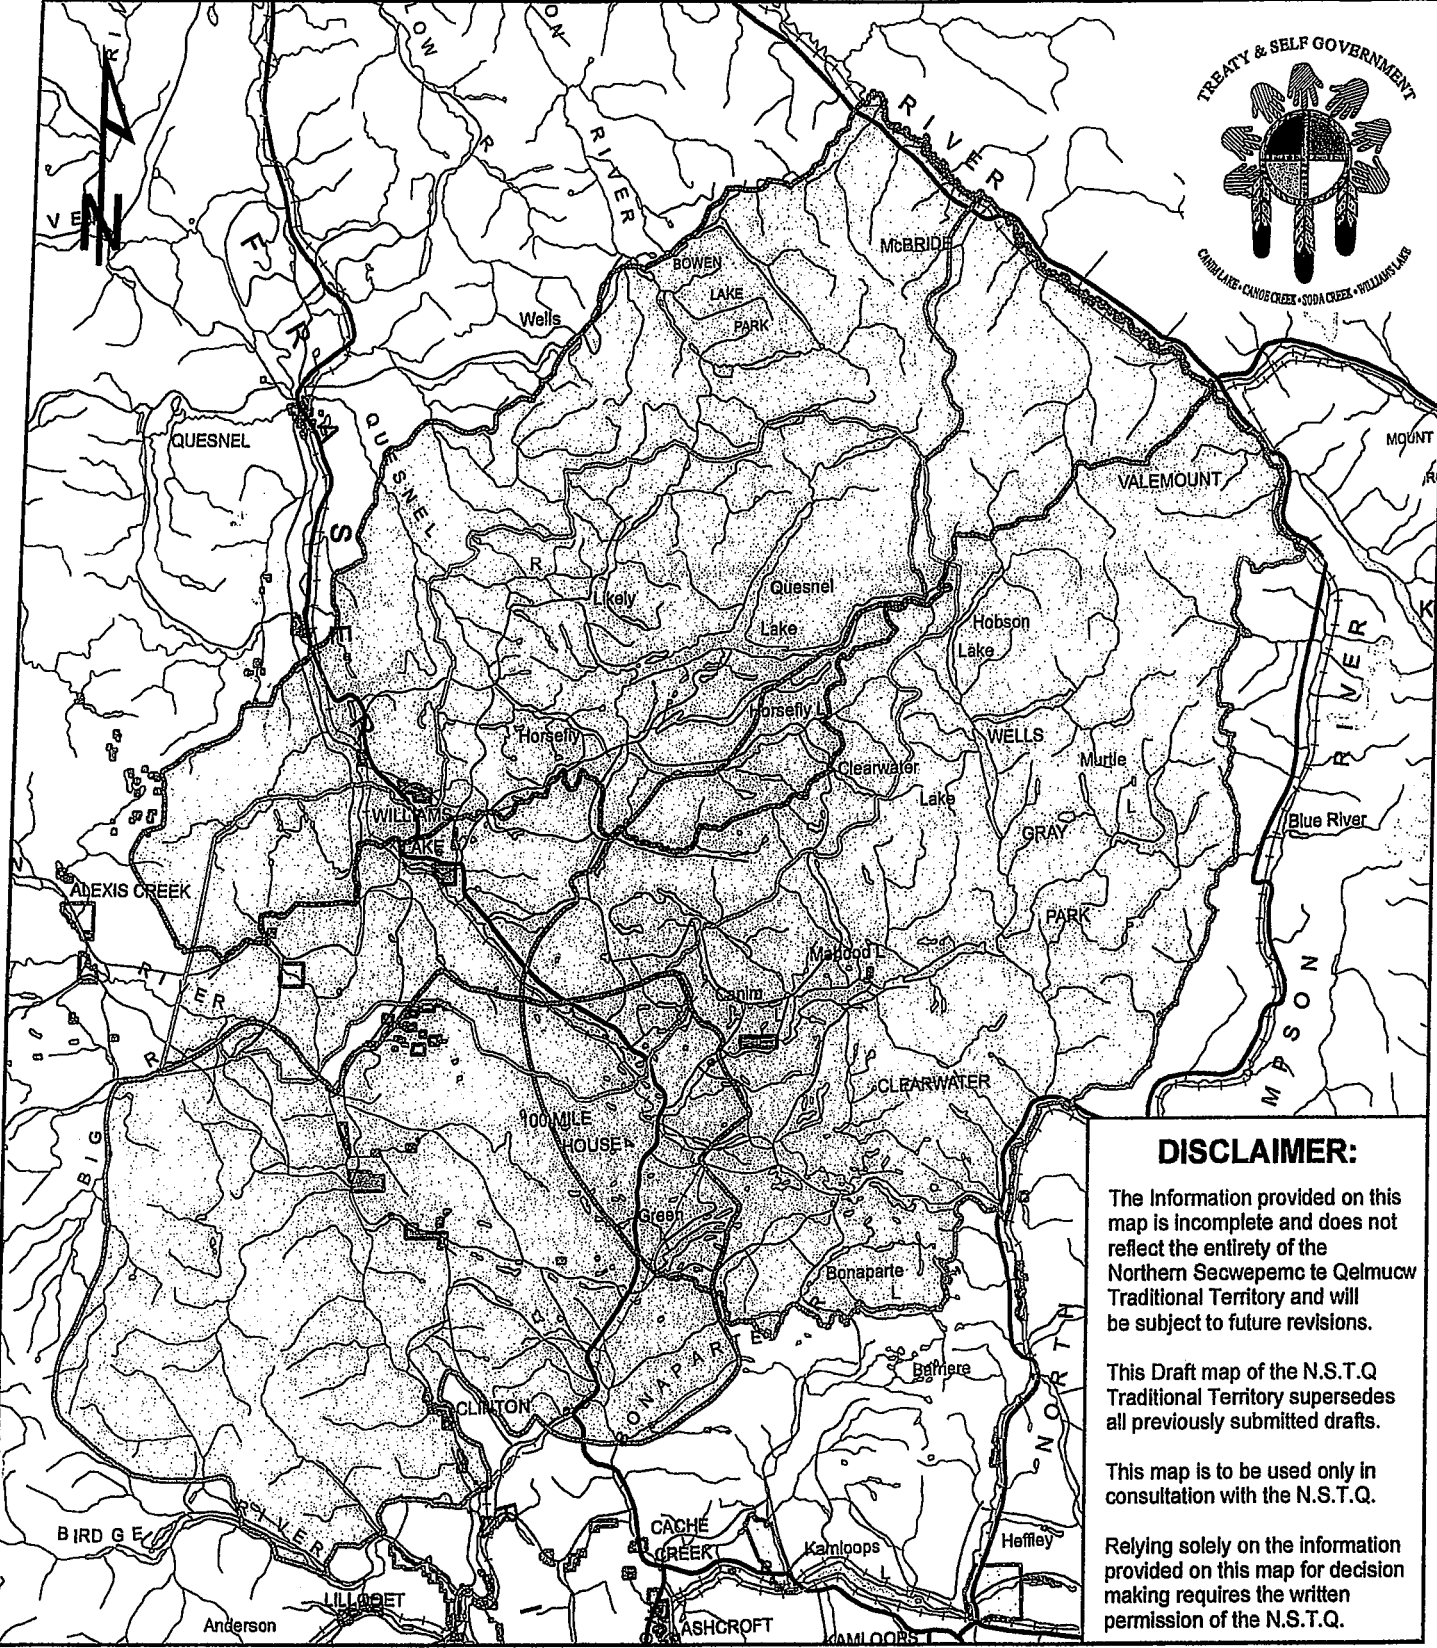 TREATY & SELF GOVERNMENT
CANIM LAKE • CANOE CREEK • SODA CREEK • WILLIAMS LAKE
N
RIVER
RIVER
F R A S E R
QUESNEL
McBRIDE
BOWEN
LAKE
PARK
Wells
QUESNEL
MOUNT
VALEMOUNT
R
Likely
Quesnel
Lake
Hobson
Lake
RIVER
Horsefly L
Horsefly
WELLS
Murtle
L
Clearwater
Lake
GRAY
PARK
Blue River
WILLIAMS
LAKE
ALEXIS CREEK
RIVER
Mahood L
Canim
L
CLEARWATER
100 MILE
HOUSE
BIG
R
Green
L
Bonaparte
L
BONAPARTE
R
Barriere
NORTH
CLINTON
BIRDGE
RIVER
LILLOOET
Anderson
CACHE
CREEK
Kamloops
L
Heffley
ASHCROFT
KAMLOOPS
DISCLAIMER:
The Information provided on this
map is incomplete and does not
reflect the entirety of the
Northern Secwepemc te Qelmucw
Traditional Territory and will
be subject to future revisions.
This Draft map of the N.S.T.Q
Traditional Territory supersedes
all previously submitted drafts.
This map is to be used only in
consultation with the N.S.T.Q.
Relying solely on the information
provided on this map for decision
making requires the written
permission of the N.S.T.Q.